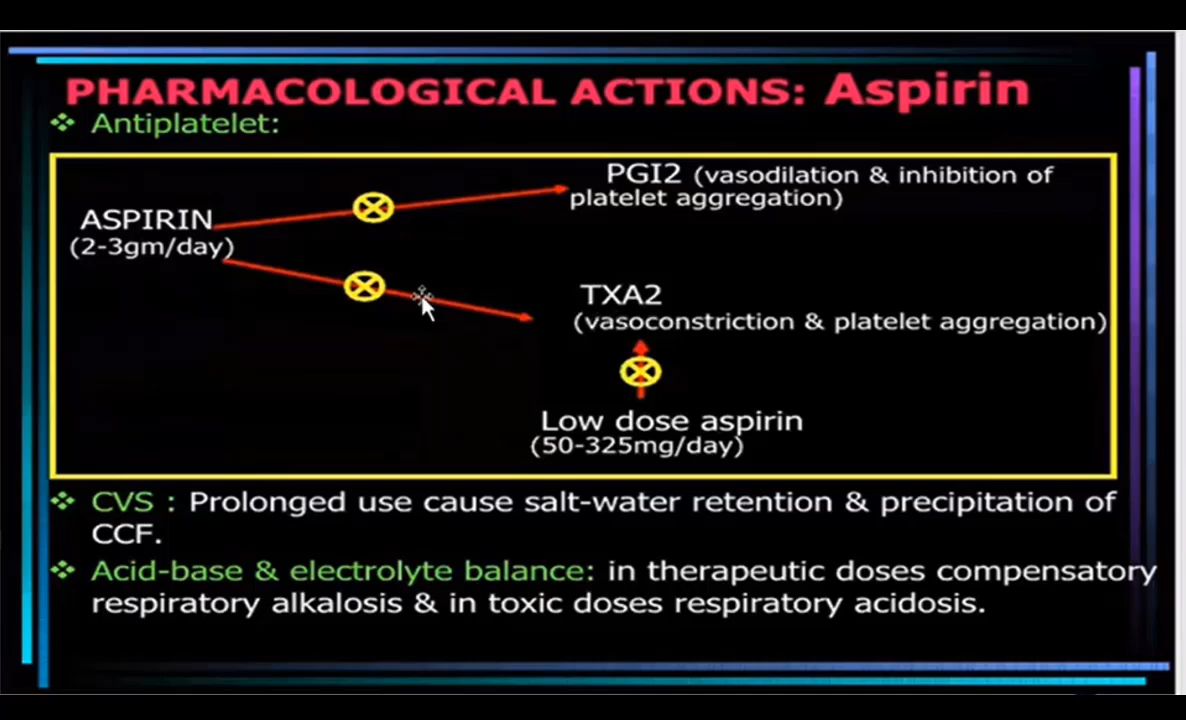 PHARMACOLOGICAL ACTIONS: Aspirin
Antiplatelet:
PGI2 (vasodilation & inhibition of
platelet aggregation)
ASPIRIN
(2-3gm/day)
TXA2
(vasoconstriction & platelet aggregation)
Low dose aspirin
(50-325mg/day)
CVS : Prolonged use cause salt-water retention & precipitation of
CCF.
Acid-base & electrolyte balance: in therapeutic doses compensatory
respiratory alkalosis & in toxic doses respiratory acidosis.